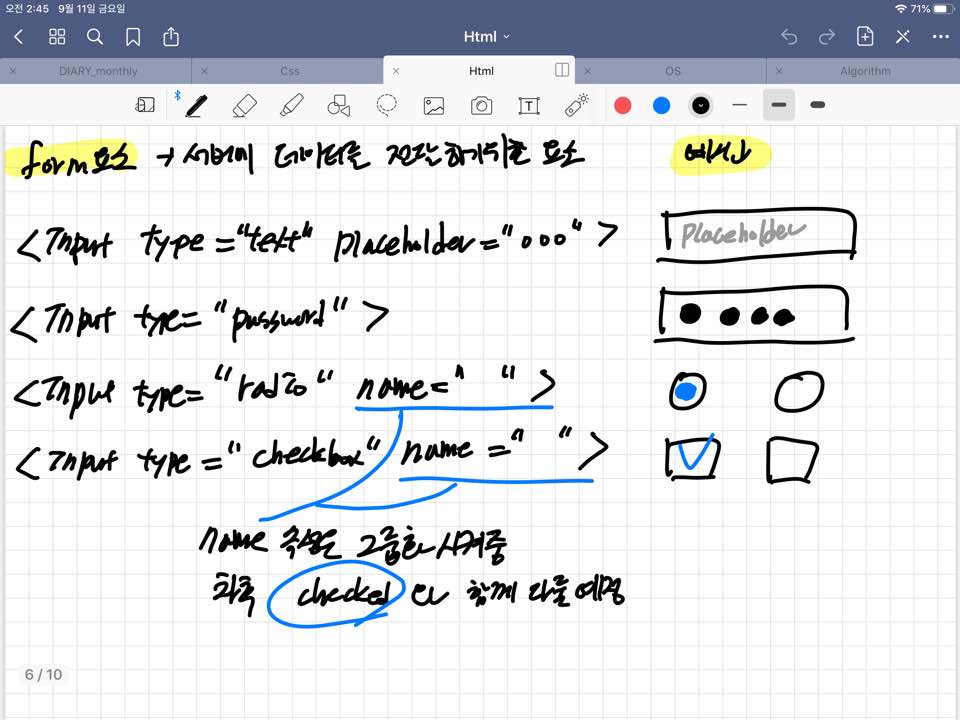 오전 2:45 9월 11일 금요일 71%
Html
DIARY_monthly Css Html OS Algorithm
form요소 → 서버에 데이터를 전달하기위한 요소 예시
<Input type="text" placeholder="ooo"> placeholder
<Input type="password">
<Input type="radio" name=" ">
<Input type="checkbox" name=" ">
name 속성은 그룹화 시켜줌
checked 와 함께 다룰예정
6 / 10